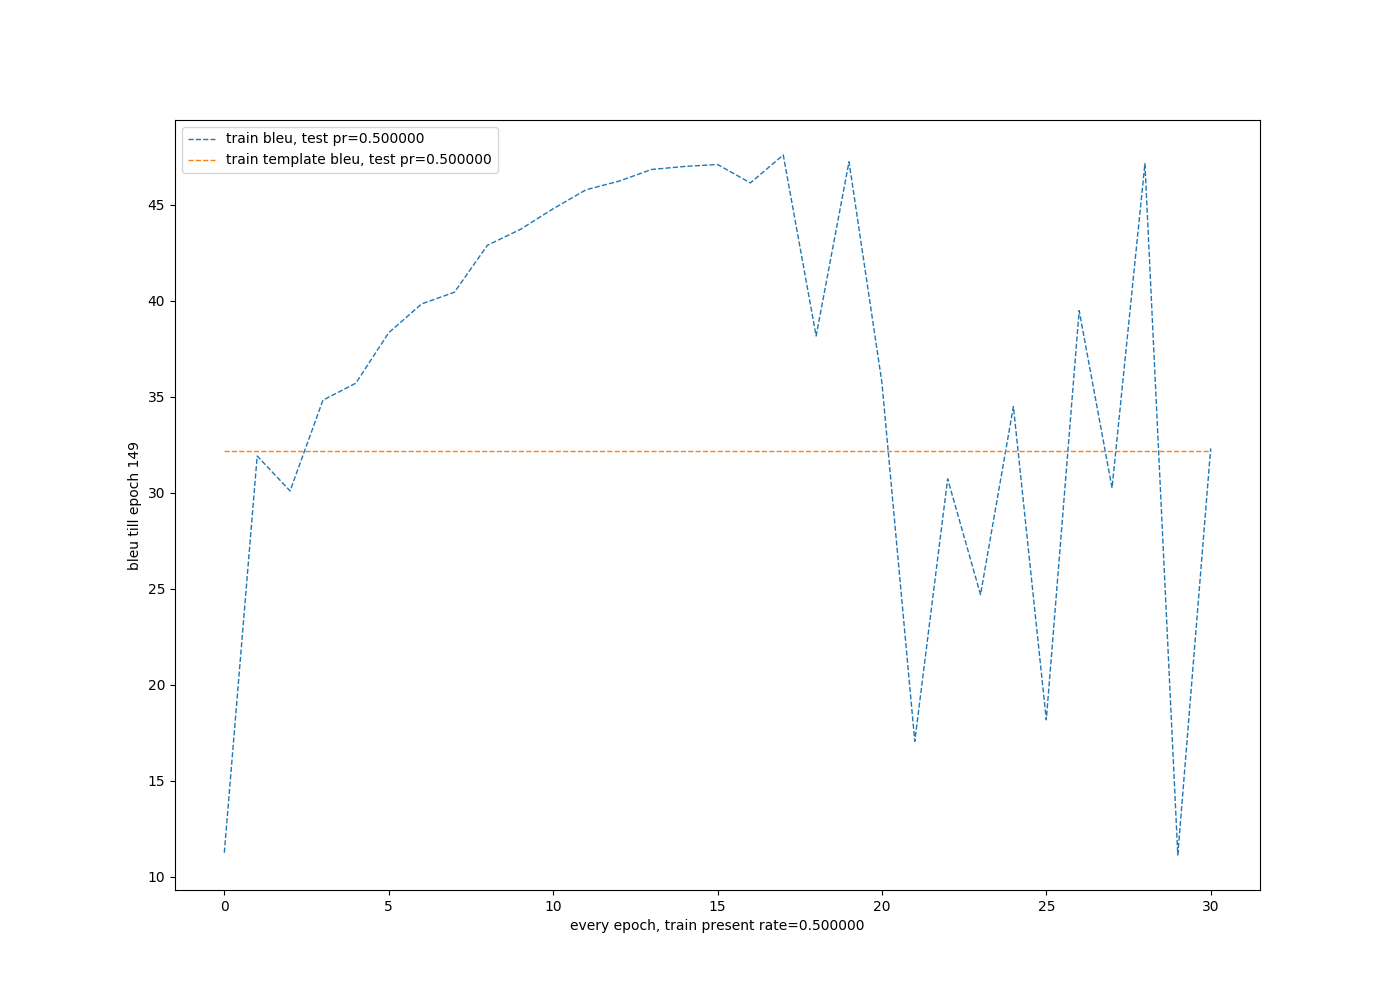 train bleu, test pr=0.500000
train template bleu, test pr=0.500000
bleu till epoch 149
45
40
35
30
25
20
15
10
0 5 10 15 20 25 30
every epoch, train present rate=0.500000